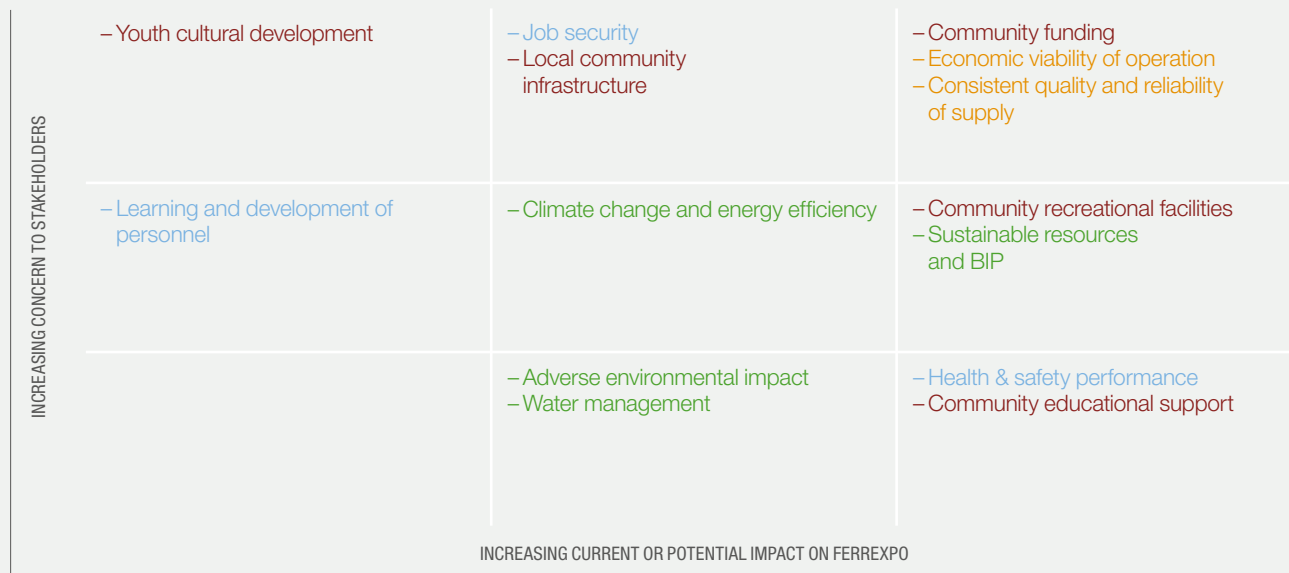 INCREASING CONCERN TO STAKEHOLDERS
– Youth cultural development
– Job security
– Local community
infrastructure
– Community funding
– Economic viability of operation
– Consistent quality and reliability
of supply
– Learning and development of
personnel
– Climate change and energy efficiency
– Community recreational facilities
– Sustainable resources
and BIP
– Adverse environmental impact
– Water management
– Health & safety performance
– Community educational support
INCREASING CURRENT OR POTENTIAL IMPACT ON FERREXPO